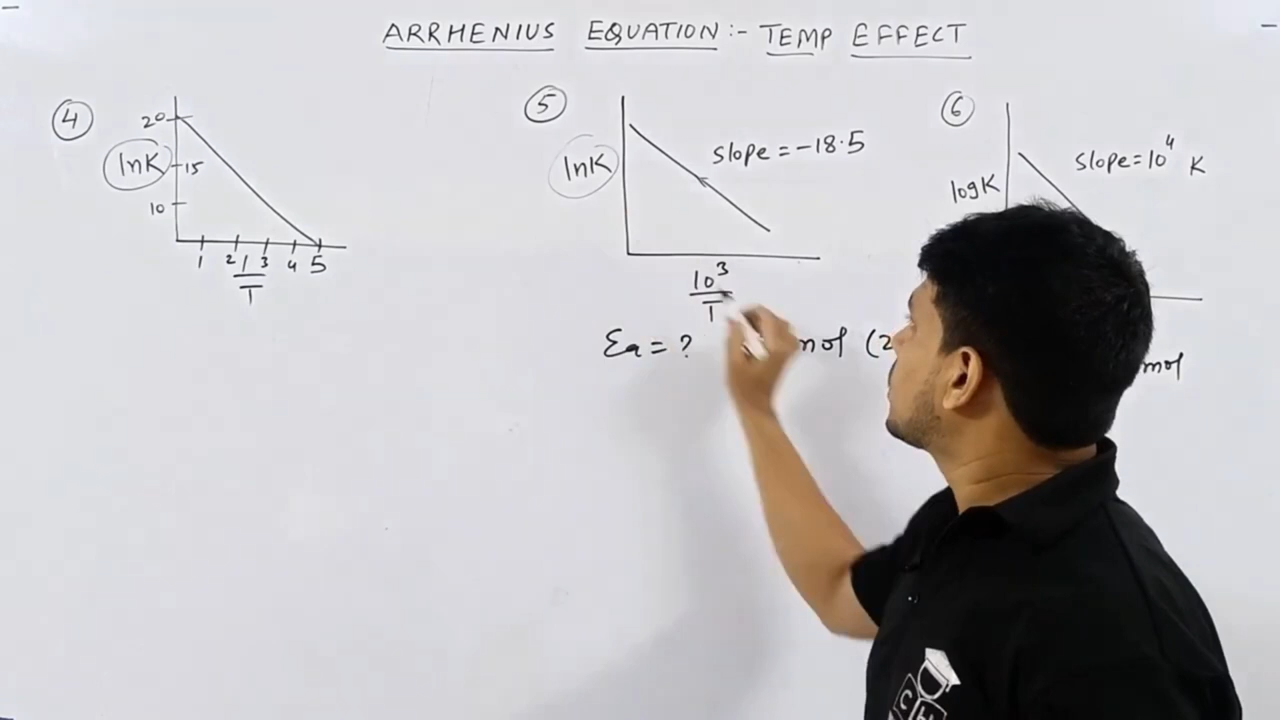 ARRHENIUS EQUATION :- TEMP EFFECT
4
20
lnK
15
10
1 2 3 4 5
1
T
5
lnK
slope = -18.5
10³
T
Ea = ?
mol (2
6
logK
slope = 10⁴ K
mol
C